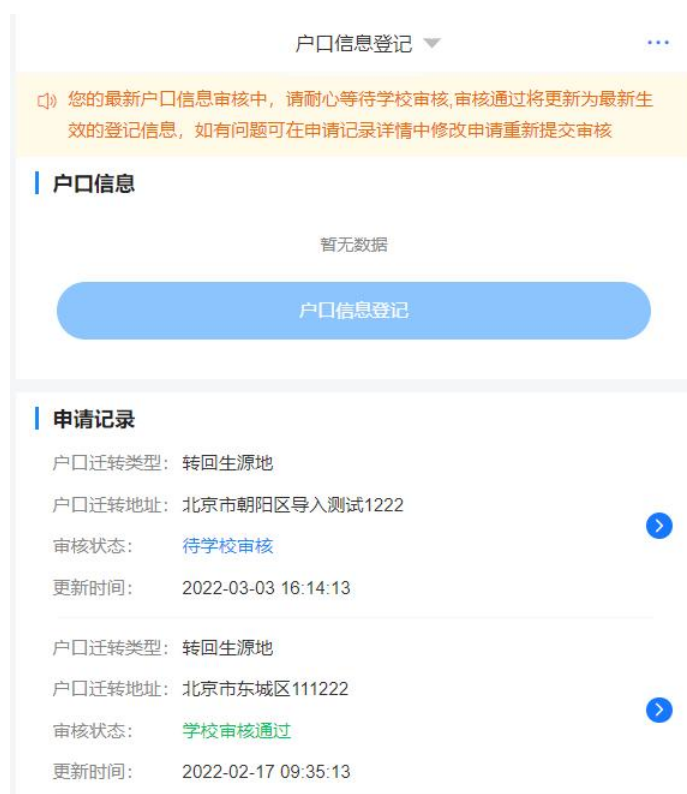 户口信息登记
您的最新户口信息审核中，请耐心等待学校审核,审核通过将更新为最新生
效的登记信息，如有问题可在申请记录详情中修改申请重新提交审核
户口信息
暂无数据
户口信息登记
申请记录
户口迁转类型: 转回生源地
户口迁转地址: 北京市朝阳区导入测试1222
审核状态: 待学校审核
更新时间: 2022-03-03 16:14:13
户口迁转类型: 转回生源地
户口迁转地址: 北京市东城区111222
审核状态: 学校审核通过
更新时间: 2022-02-17 09:35:13